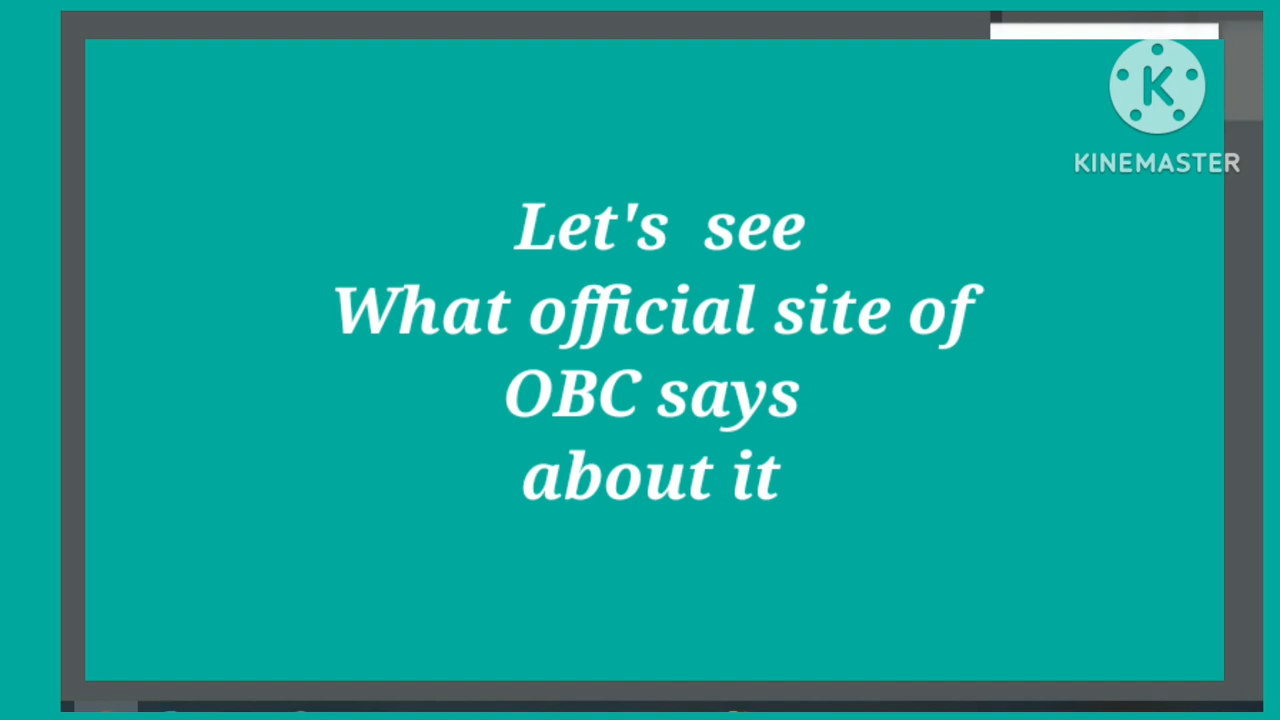 K
KINEMASTER
Let's see
What official site of
OBC says
about it